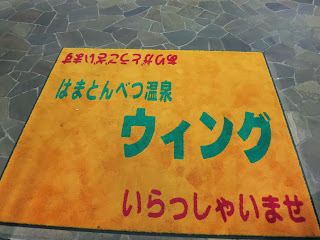 ありがとうございます
はまとんべつ温泉
ウィング
いらっしゃいませ